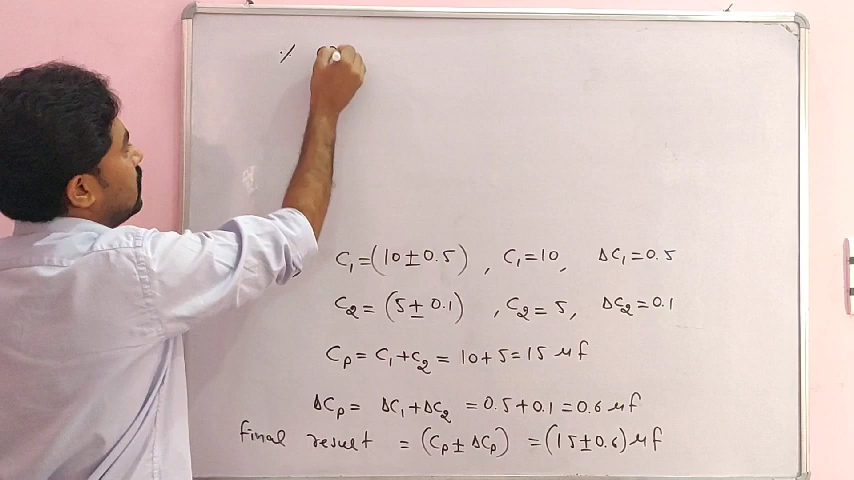 ·/.
C₁=(10±0.5) , C₁=10, ΔC₁=0.5
C₂=(5±0.1) , C₂=5, ΔC₂=0.1
Cₚ=C₁+C₂=10+5=15 μf
ΔCₚ= ΔC₁+ΔC₂ =0.5+0.1=0.6 μf
final result = (Cₚ±ΔCₚ) =(15±0.6) μf